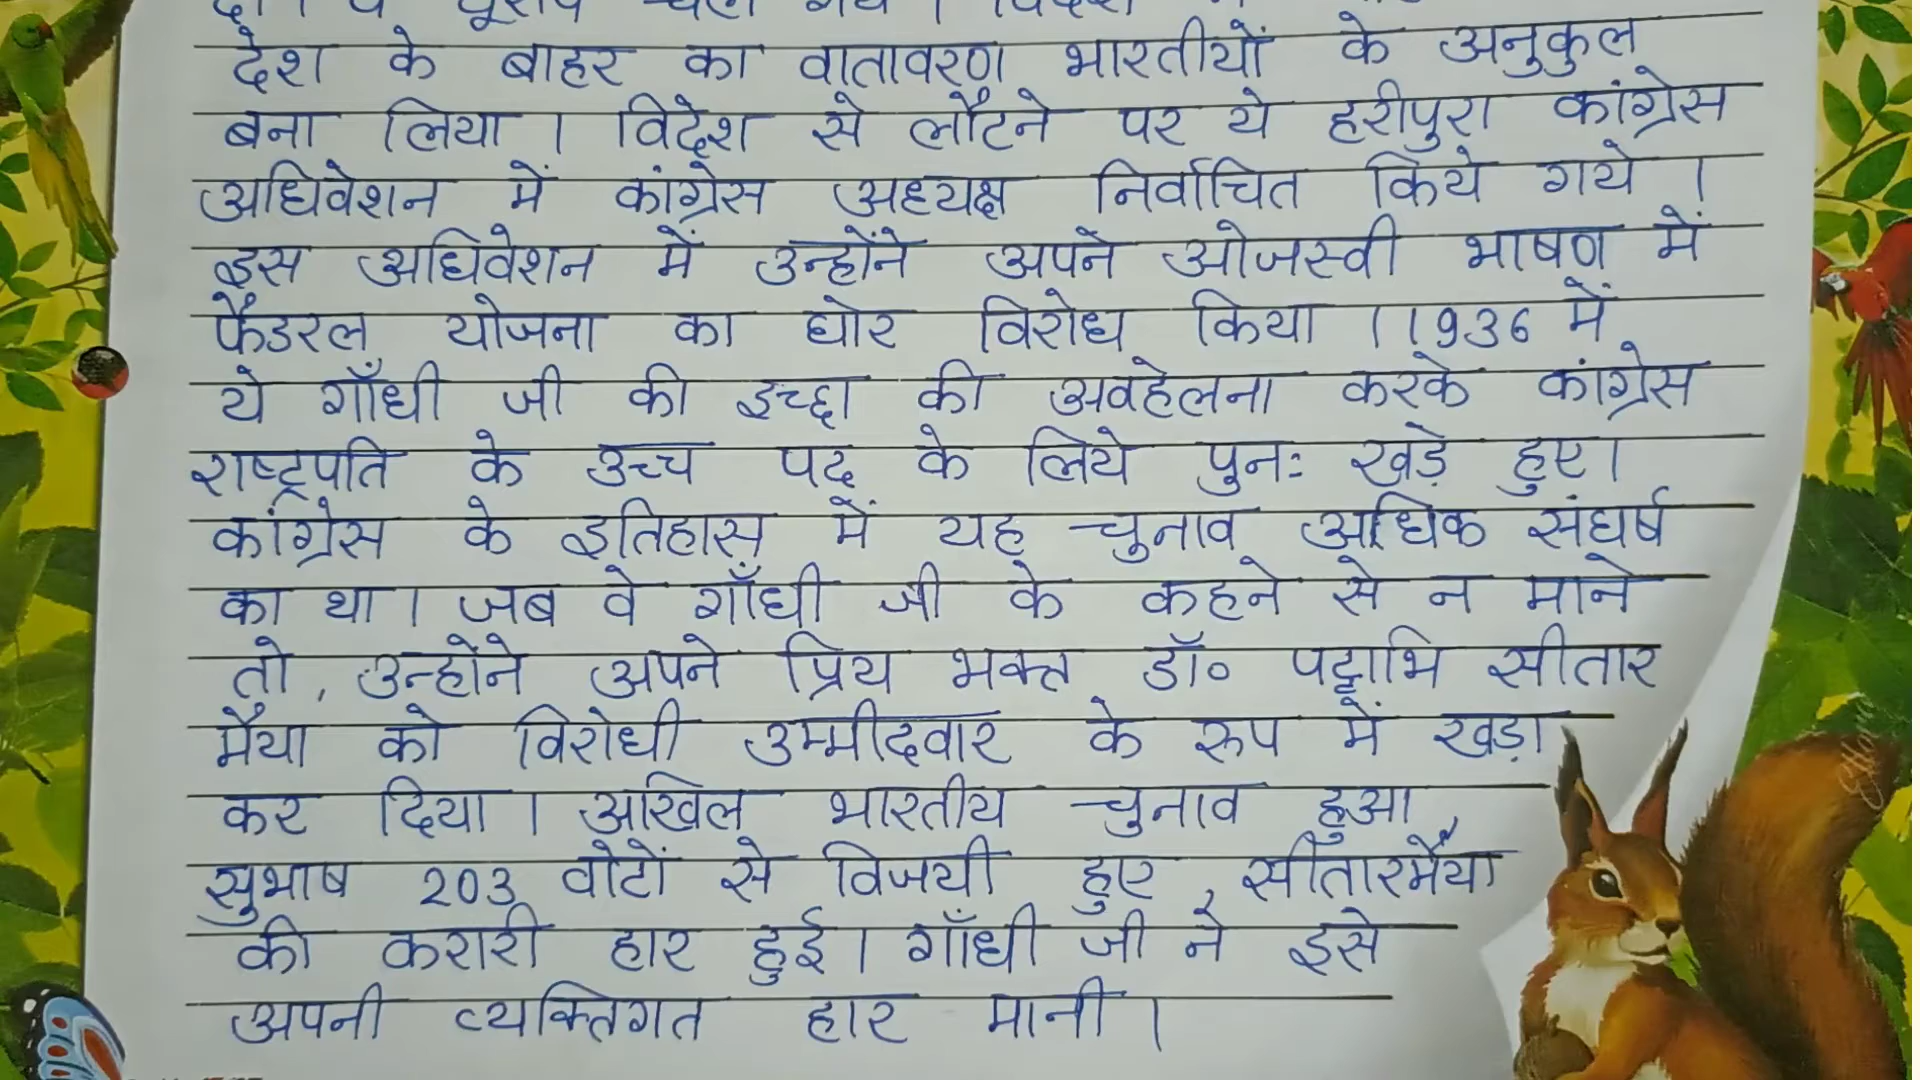 देश के बाहर का वातावरण भारतीयों के अनुकुल
बना लिया । विदेश से लौटने पर ये हरीपुरा कांग्रेस
अधिवेशन में कांग्रेस अध्यक्ष निर्वाचित किये गये ।
इस अधिवेशन में उन्होंने अपने ओजस्वी भाषण में
फैडरल योजना का घोर विरोध किया । 1936 में
ये गाँधी जी की इच्छा की अवहेलना करके कांग्रेस
राष्ट्रपति के उच्च पद के लिये पुनः खड़े हुए।
कांग्रेस के इतिहास में यह चुनाव अधिक संघर्ष
का था । जब वे गाँधी जी के कहने से न माने
तो, उन्होंने अपने प्रिय भक्त डॉ० पट्टाभि सीतार
मैया को विरोधी उम्मीदवार के रुप में खड़ा
कर दिया । अखिल भारतीय चुनाव हुआ,
सुभाष 203 वोटों से विजयी हुए, सीतारमैया
की करारी हार हुई । गाँधी जी ने इसे
अपनी व्यक्तिगत हार मानी ।